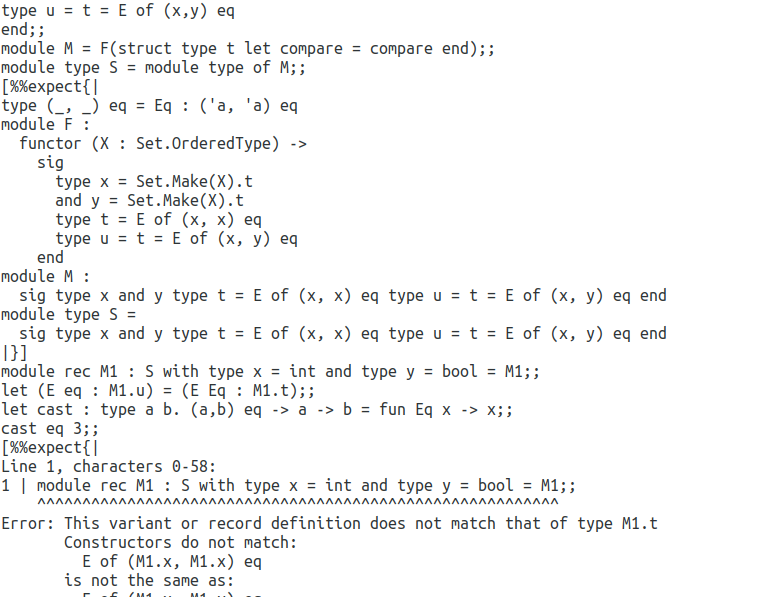 type u = t = E of (x,y) eq
end;;
module M = F(struct type t let compare = compare end);;
module type S = module type of M;;
[%%expect{|
type (_, _) eq = Eq : ('a, 'a) eq
module F :
  functor (X : Set.OrderedType) ->
    sig
      type x = Set.Make(X).t
      and y = Set.Make(X).t
      type t = E of (x, x) eq
      type u = t = E of (x, y) eq
    end
module M :
  sig type x and y type t = E of (x, x) eq type u = t = E of (x, y) eq end
module type S =
  sig type x and y type t = E of (x, x) eq type u = t = E of (x, y) eq end
|}]
module rec M1 : S with type x = int and type y = bool = M1;;
let (E eq : M1.u) = (E Eq : M1.t);;
let cast : type a b. (a,b) eq -> a -> b = fun Eq x -> x;;
cast eq 3;;
[%%expect{|
Line 1, characters 0-58:
1 | module rec M1 : S with type x = int and type y = bool = M1;;
    ^^^^^^^^^^^^^^^^^^^^^^^^^^^^^^^^^^^^^^^^^^^^^^^^^^^^^^^^^^
Error: This variant or record definition does not match that of type M1.t
       Constructors do not match:
         E of (M1.x, M1.x) eq
       is not the same as: